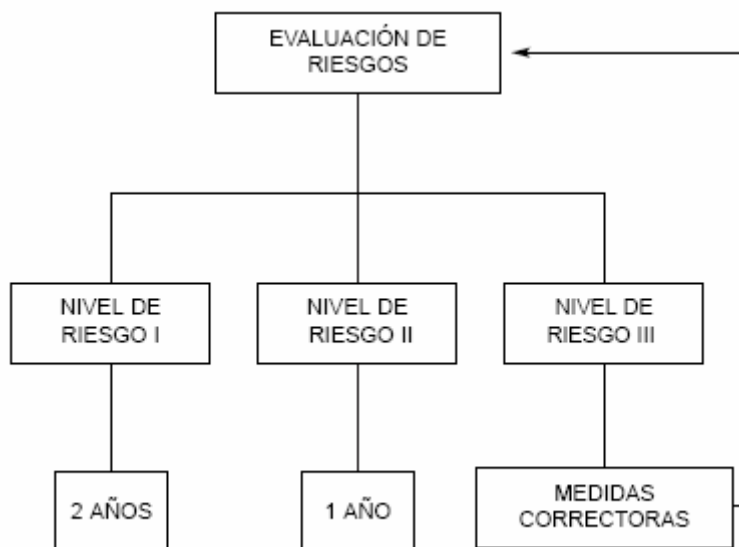 EVALUACIÓN DE
RIESGOS
NIVEL DE
RIESGO I
NIVEL DE
RIESGO II
NIVEL DE
RIESGO III
2 AÑOS
1 AÑO
MEDIDAS
CORRECTORAS